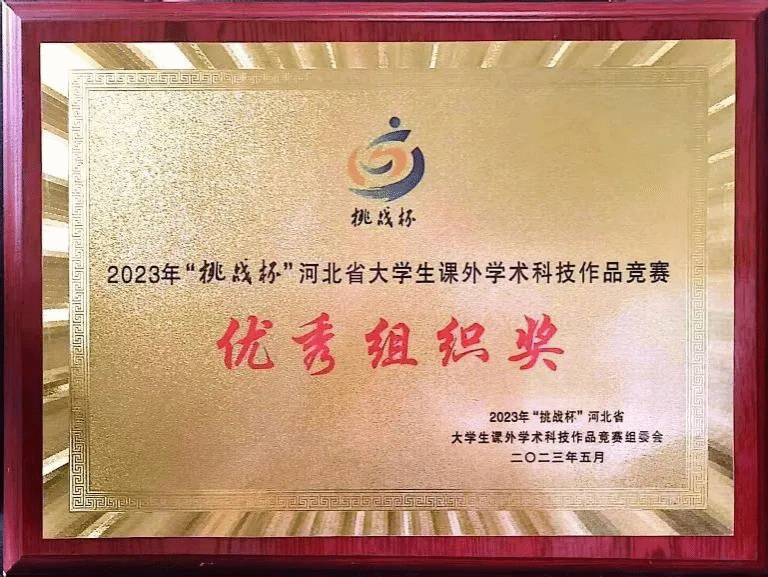 挑战杯
2023年“挑战杯”河北省大学生课外学术科技作品竞赛
优秀组织奖
2023年“挑战杯”河北省
大学生课外学术科技作品竞赛组委会
二〇二三年五月